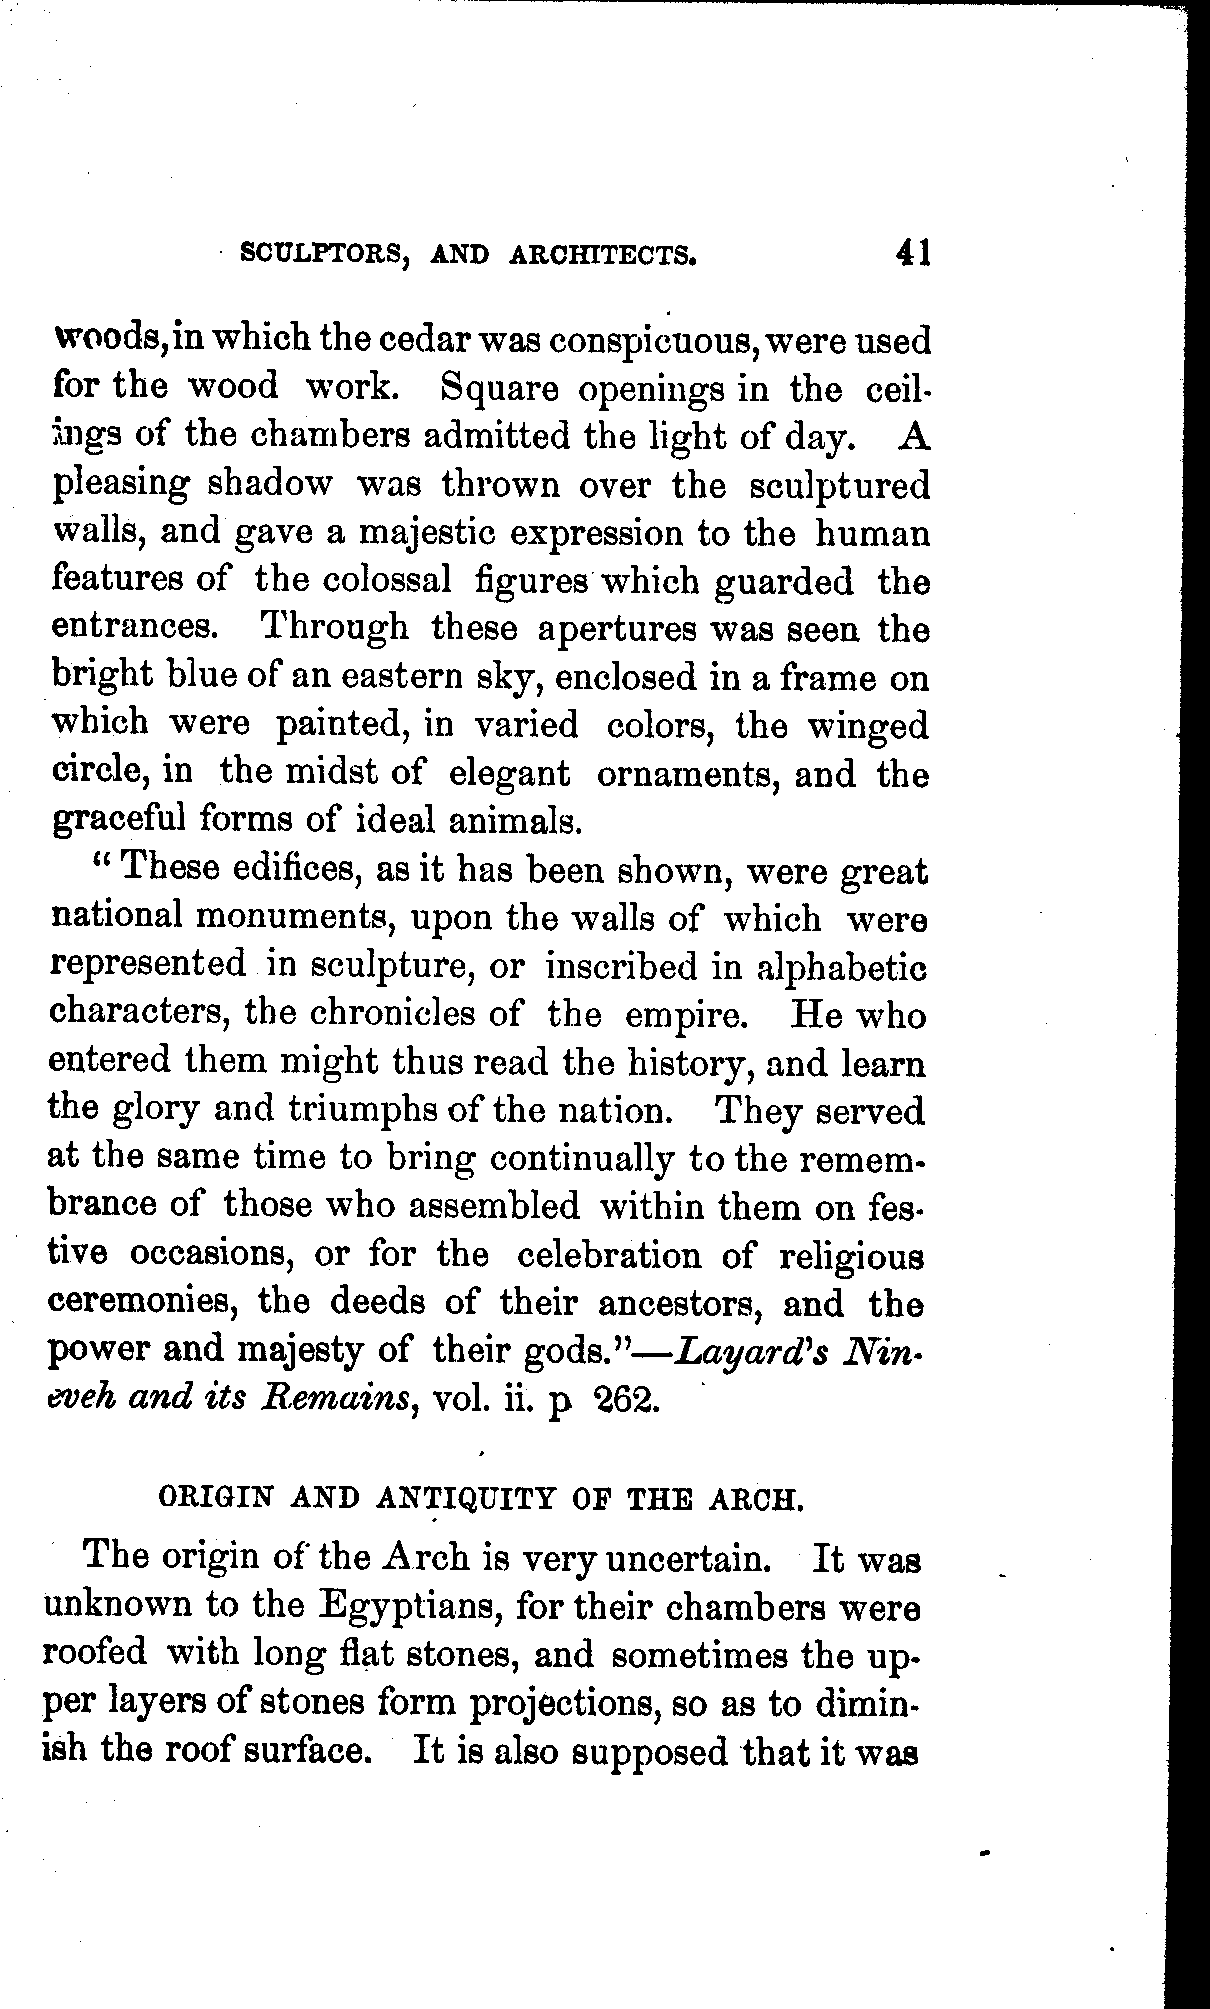 SCULPTORS, AND ARCHITECTS. 41
woods, in which the cedar was conspicuous, were used
for the wood work. Square openings in the ceil-
ings of the chambers admitted the light of day. A
pleasing shadow was thrown over the sculptured
walls, and gave a majestic expression to the human
features of the colossal figures which guarded the
entrances. Through these apertures was seen the
bright blue of an eastern sky, enclosed in a frame on
which were painted, in varied colors, the winged
circle, in the midst of elegant ornaments, and the
graceful forms of ideal animals.
“These edifices, as it has been shown, were great
national monuments, upon the walls of which were
represented in sculpture, or inscribed in alphabetic
characters, the chronicles of the empire. He who
entered them might thus read the history, and learn
the glory and triumphs of the nation. They served
at the same time to bring continually to the remem-
brance of those who assembled within them on fes-
tive occasions, or for the celebration of religious
ceremonies, the deeds of their ancestors, and the
power and majesty of their gods.”—Layard's Nin-
eveh and its Remains, vol. ii. p 262.
ORIGIN AND ANTIQUITY OF THE ARCH.
The origin of the Arch is very uncertain. It was
unknown to the Egyptians, for their chambers were
roofed with long flat stones, and sometimes the up-
per layers of stones form projections, so as to dimin-
ish the roof surface. It is also supposed that it was